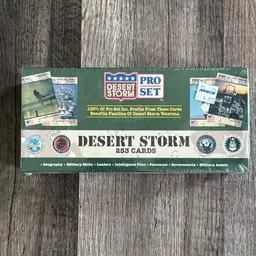 DESERT
STORM
PRO
SET
100% Of Pro Set Inc. Profits From These Cards
Benefits Families Of Desert Storm Veterans.
DESERT STORM
253 CARDS
• Geography • Military Skills • Leaders • Intelligence Files • Personnel • Governments • Military Assets